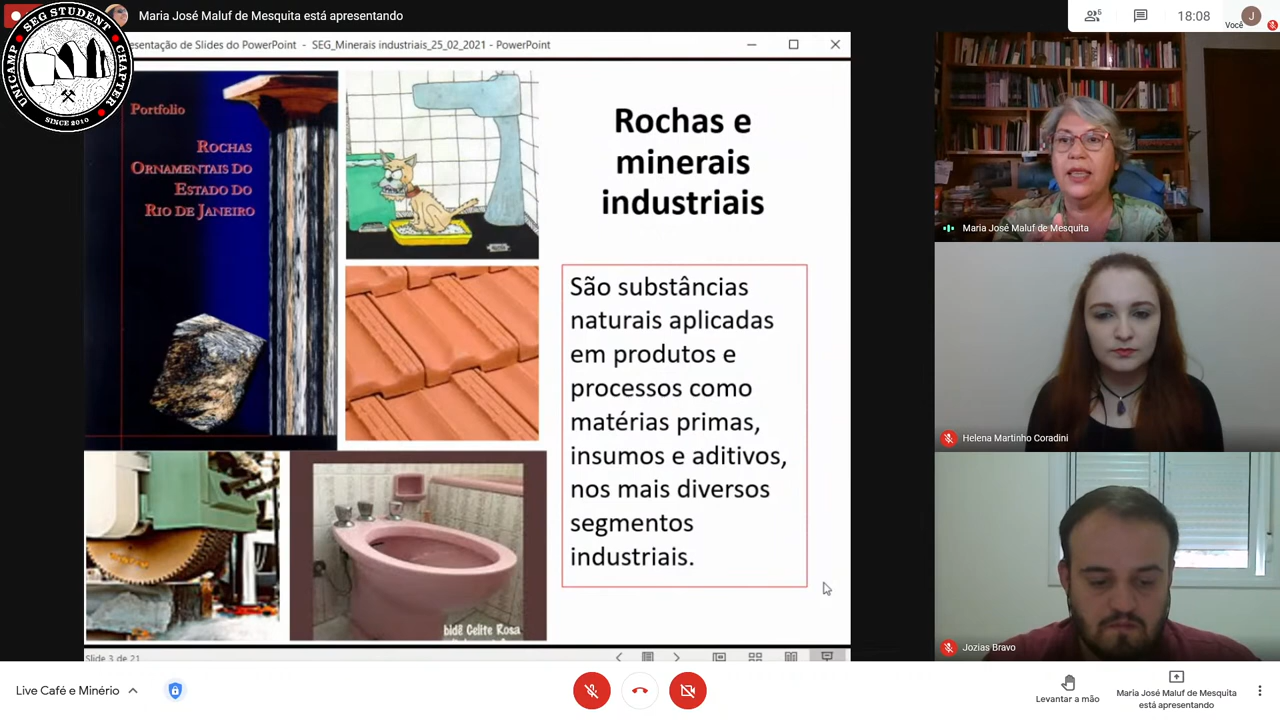 Maria José Maluf de Mesquita está apresentando
5
18:08
Você
J
SEG STUDENT
UNICAMP
CHAPTER
SINCE 2010
esentação de Slides do PowerPoint - SEG_Minerais industriais_25_02_2021 - PowerPoint
Portfolio
ROCHAS
ORNAMENTAIS DO
ESTADO DO
RIO DE JANEIRO
Rochas e
minerais
industriais
São substâncias
naturais aplicadas
em produtos e
processos como
matérias primas,
insumos e aditivos,
nos mais diversos
segmentos
industriais.
bidê Celite Rosa
Slide 3 de 21
Maria José Maluf de Mesquita
Helena Martinho Coradini
Jozias Bravo
Live Café e Minério
Levantar a mão
Maria José Maluf de Mesquita
está apresentando